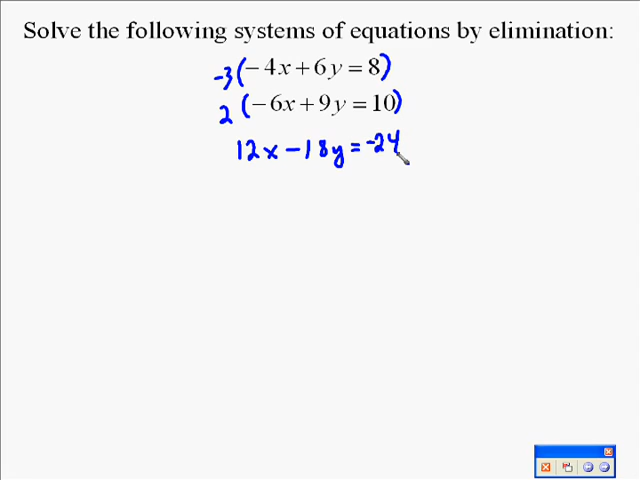 Solve the following systems of equations by elimination:
-3(−4x+6y=8)
2(−6x+9y=10)
12x−18y=-24